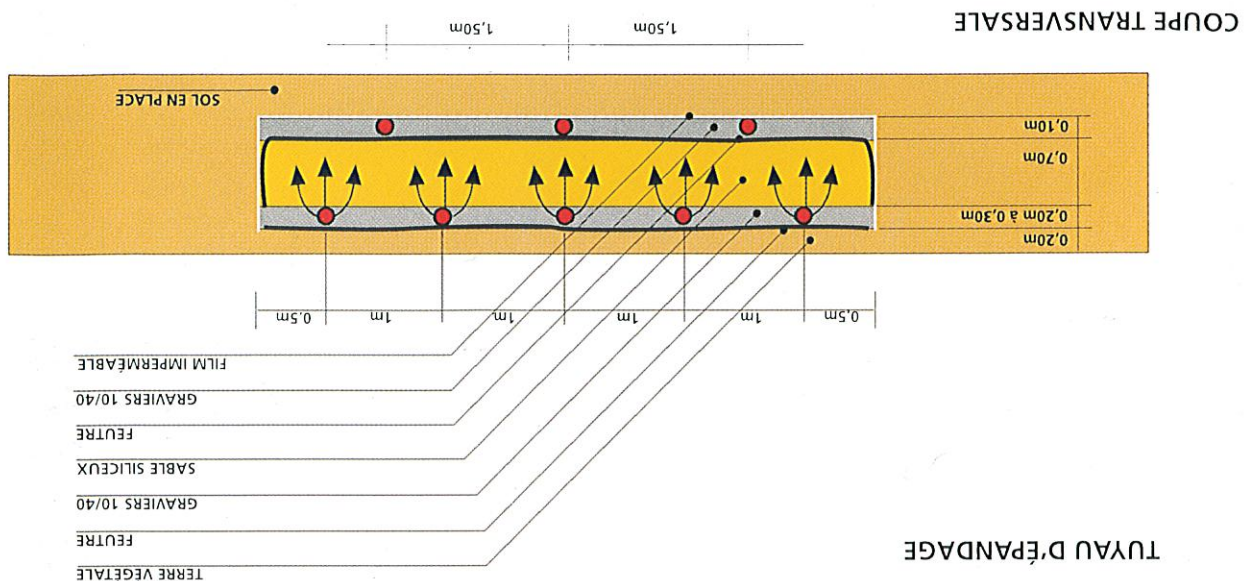 TUYAU D'ÉPANDAGE
TERRE VEGETALE
FEUTRE
GRAVIERS 10/40
SABLE SILICEUX
FEUTRE
GRAVIERS 10/40
FILM IMPERMÉABLE
0.5m 1m 1m 1m 1m 0.5m
0,20m
0,20m à 0,30m
0,70m
0,10m
SOL EN PLACE
1,50m 1,50m
COUPE TRANSVERSALE